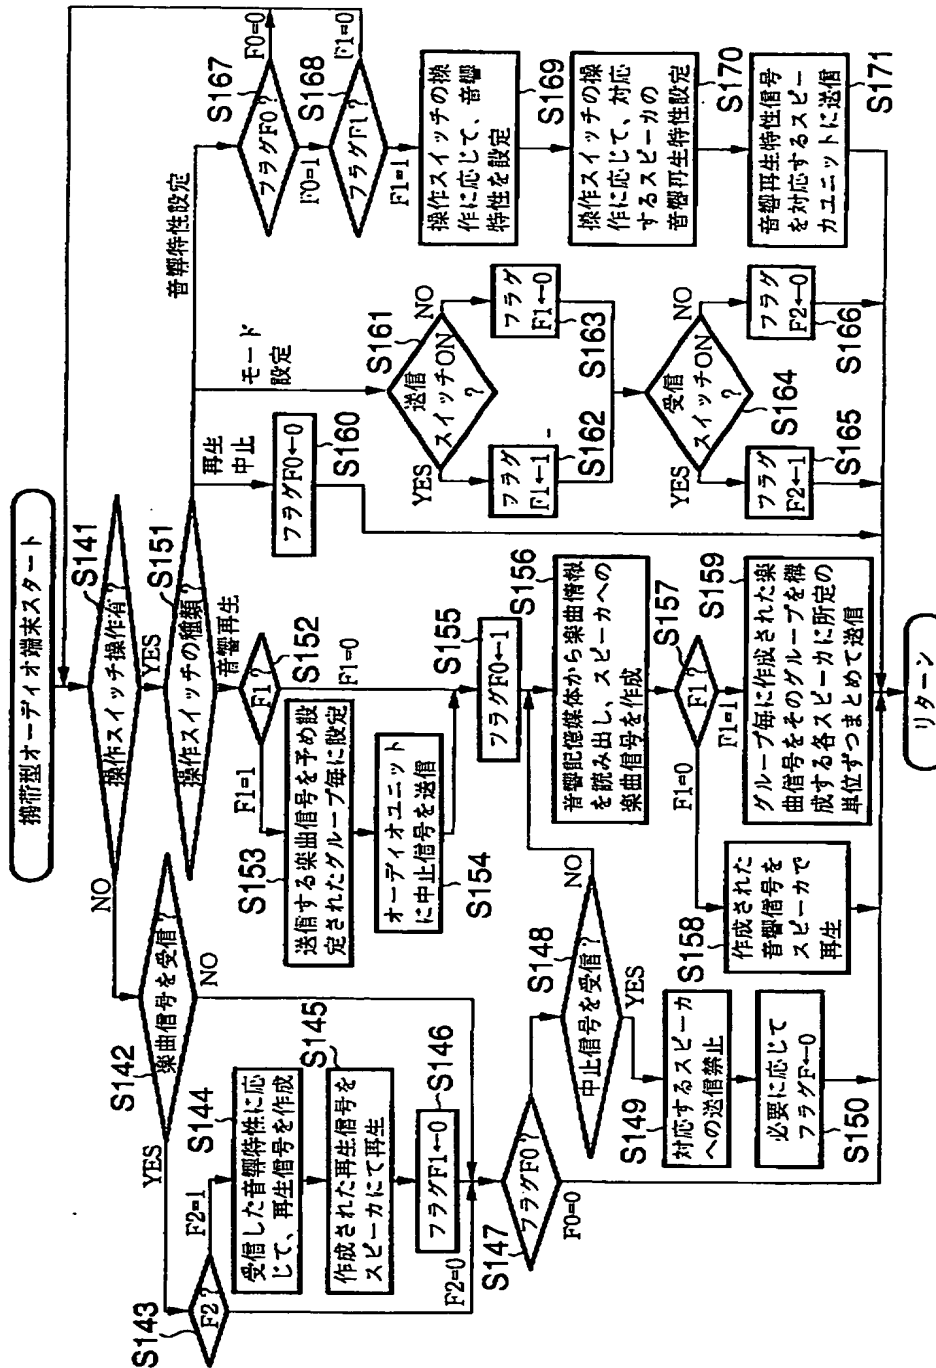 携帯型オーディオ端末スタート
操作スイッチ操作有?
S141
NO
YES
楽曲信号を受信?
S142
YES
NO
F2?
S143
F2=1
F2=0
受信した音響特性に応
じて、再生信号を作成
S144
作成された再生信号を
スピーカにて再生
S145
フラグF1←0
S146
フラグF0?
S147
F0=0
中止信号を受信?
S148
NO
YES
対応するスピーカ
への送信禁止
S149
必要に応じて
フラグF←0
S150
操作スイッチの種類?
S151
音響再生
F1?
S152
F1=1
F1=0
送信する楽曲信号を予め設
定されたグループ毎に設定
S153
オーディオユニット
に中止信号を送信
S154
フラグF0←1
S155
音響記憶媒体から楽曲情報
を読み出し、スピーカへの
楽曲信号を作成
S156
F1?
S157
F1=0
F1=1
作成された
音響信号を
スピーカで
再生
S158
グループ毎に作成された楽
曲信号をそのグループを構
成する各スピーカに所定の
単位ずつまとめて送信
S159
再生
中止
フラグF0←0
S160
モード
設定
送信
スイッチON
?
S161
YES
NO
フラグ
F1←1
S162
フラグ
F1←0
S163
受信
スイッチON
?
S164
YES
NO
フラグ
F2←1
S165
フラグ
F2←0
S166
音響特性設定
フラグF0?
S167
F0=0
F0=1
フラグF1?
S168
F1=0
F1=1
操作スイッチの操
作に応じて、音響
特性を設定
S169
操作スイッチの操
作に応じて、対応
するスピーカの
音響再生特性設定
S170
音響再生特性信号
を対応するスピー
カユニットに送信
S171
リターン